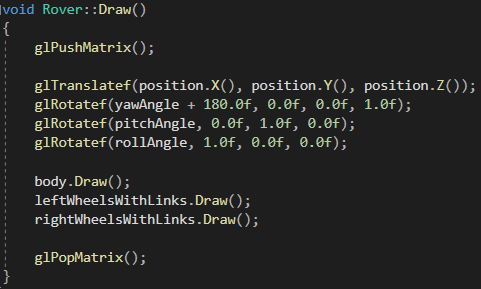 void Rover::Draw()
{
glPushMatrix();
glTranslatef(position.X(), position.Y(), position.Z());
glRotatef(yawAngle + 180.0f, 0.0f, 0.0f, 1.0f);
glRotatef(pitchAngle, 0.0f, 1.0f, 0.0f);
glRotatef(rollAngle, 1.0f, 0.0f, 0.0f);
body.Draw();
leftWheelsWithLinks.Draw();
rightWheelsWithLinks.Draw();
glPopMatrix();
}